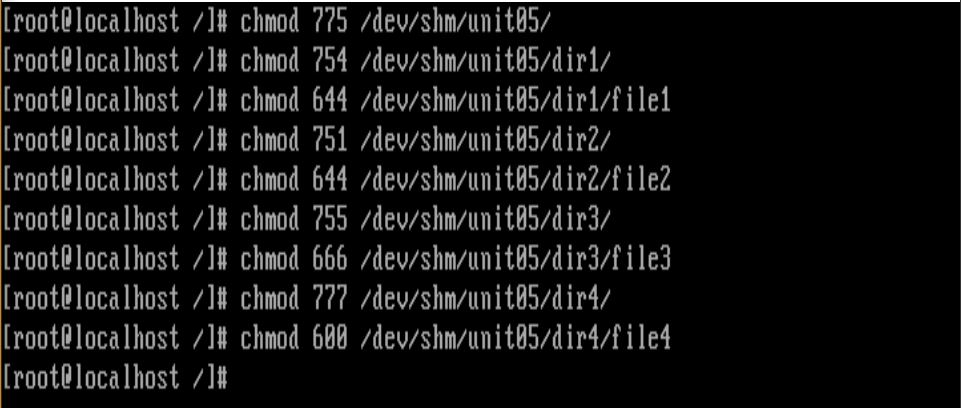 [root@localhost /]# chmod 775 /dev/shm/unit05/
[root@localhost /]# chmod 754 /dev/shm/unit05/dir1/
[root@localhost /]# chmod 644 /dev/shm/unit05/dir1/file1
[root@localhost /]# chmod 751 /dev/shm/unit05/dir2/
[root@localhost /]# chmod 644 /dev/shm/unit05/dir2/file2
[root@localhost /]# chmod 755 /dev/shm/unit05/dir3/
[root@localhost /]# chmod 666 /dev/shm/unit05/dir3/file3
[root@localhost /]# chmod 777 /dev/shm/unit05/dir4/
[root@localhost /]# chmod 600 /dev/shm/unit05/dir4/file4
[root@localhost /]#